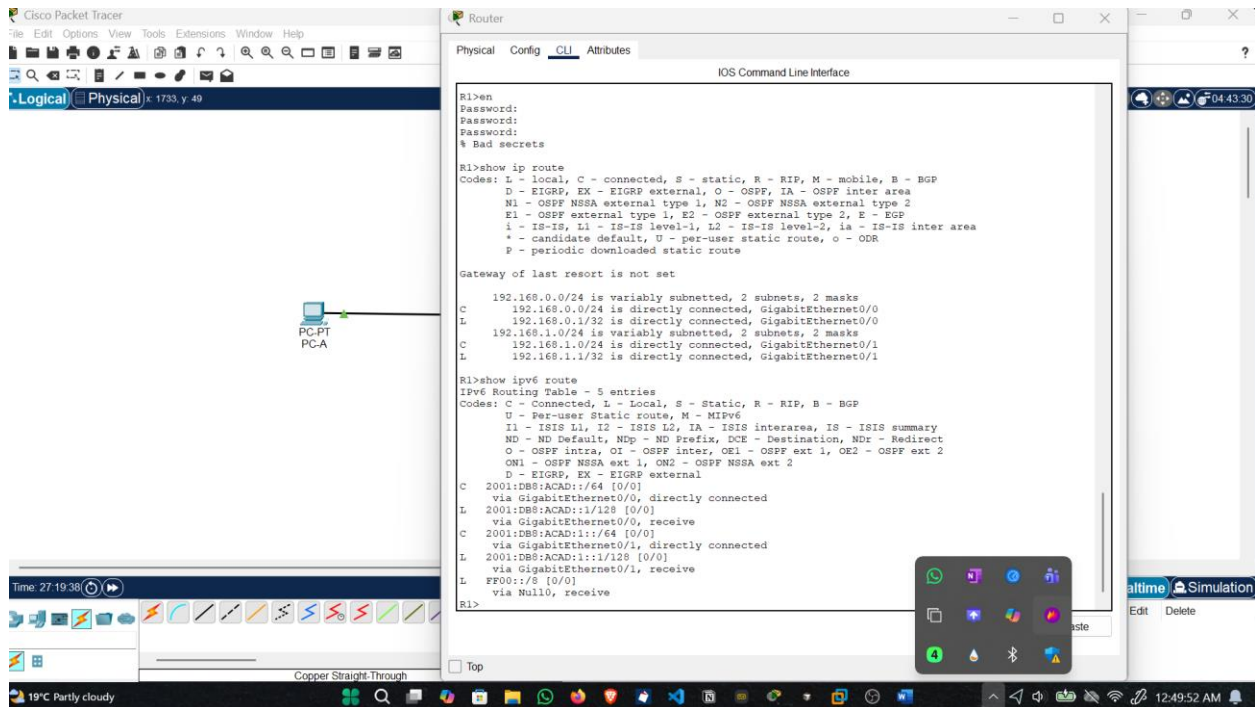 Cisco Packet Tracer
File Edit Options View Tools Extensions Window Help
Logical Physical x: 1733, y: 49
04:43:30
PC-PT
PC-A
Time: 27:19:38
Copper Straight-Through
Router
Physical Config CLI Attributes
IOS Command Line Interface
R1>en
Password:
Password:
Password:
% Bad secrets
R1>show ip route
Codes: L - local, C - connected, S - static, R - RIP, M - mobile, B - BGP
D - EIGRP, EX - EIGRP external, O - OSPF, IA - OSPF inter area
N1 - OSPF NSSA external type 1, N2 - OSPF NSSA external type 2
E1 - OSPF external type 1, E2 - OSPF external type 2, E - EGP
i - IS-IS, L1 - IS-IS level-1, L2 - IS-IS level-2, ia - IS-IS inter area
* - candidate default, U - per-user static route, o - ODR
P - periodic downloaded static route
Gateway of last resort is not set
192.168.0.0/24 is variably subnetted, 2 subnets, 2 masks
C 192.168.0.0/24 is directly connected, GigabitEthernet0/0
L 192.168.0.1/32 is directly connected, GigabitEthernet0/0
192.168.1.0/24 is variably subnetted, 2 subnets, 2 masks
C 192.168.1.0/24 is directly connected, GigabitEthernet0/1
L 192.168.1.1/32 is directly connected, GigabitEthernet0/1
R1>show ipv6 route
IPv6 Routing Table - 5 entries
Codes: C - Connected, L - Local, S - Static, R - RIP, B - BGP
U - Per-user Static route, M - MIPv6
I1 - ISIS L1, I2 - ISIS L2, IA - ISIS interarea, IS - ISIS summary
ND - ND Default, NDp - ND Prefix, DCE - Destination, NDr - Redirect
O - OSPF intra, OI - OSPF inter, OE1 - OSPF ext 1, OE2 - OSPF ext 2
ON1 - OSPF NSSA ext 1, ON2 - OSPF NSSA ext 2
D - EIGRP, EX - EIGRP external
C 2001:DB8:ACAD::/64 [0/0]
via GigabitEthernet0/0, directly connected
L 2001:DB8:ACAD::1/128 [0/0]
via GigabitEthernet0/0, receive
C 2001:DB8:ACAD:1::/64 [0/0]
via GigabitEthernet0/1, directly connected
L 2001:DB8:ACAD:1::1/128 [0/0]
via GigabitEthernet0/1, receive
L FF00::/8 [0/0]
via Null0, receive
R1>
aste
Top
4
altime Simulation
Edit Delete
19°C Partly cloudy
12:49:52 AM